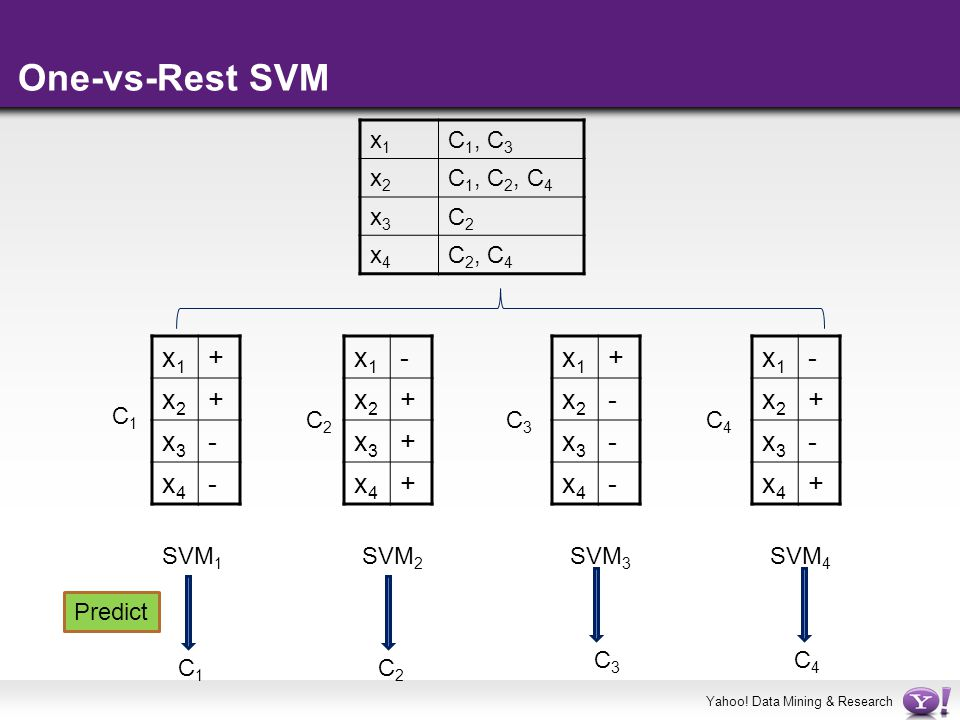 One-vs-Rest SVM
x₁ C₁, C₃
x₂ C₁, C₂, C₄
x₃ C₂
x₄ C₂, C₄
C₁
x₁ +
x₂ +
x₃ -
x₄ -
C₂
x₁ -
x₂ +
x₃ +
x₄ +
C₃
x₁ +
x₂ -
x₃ -
x₄ -
C₄
x₁ -
x₂ +
x₃ -
x₄ +
SVM₁ SVM₂ SVM₃ SVM₄
Predict
C₁ C₂ C₃ C₄
Yahoo! Data Mining & Research Y!